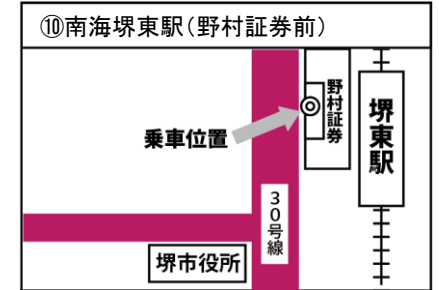 ⑩南海堺東駅(野村証券前)
野村証券
堺東駅
乗車位置
30号線
堺市役所